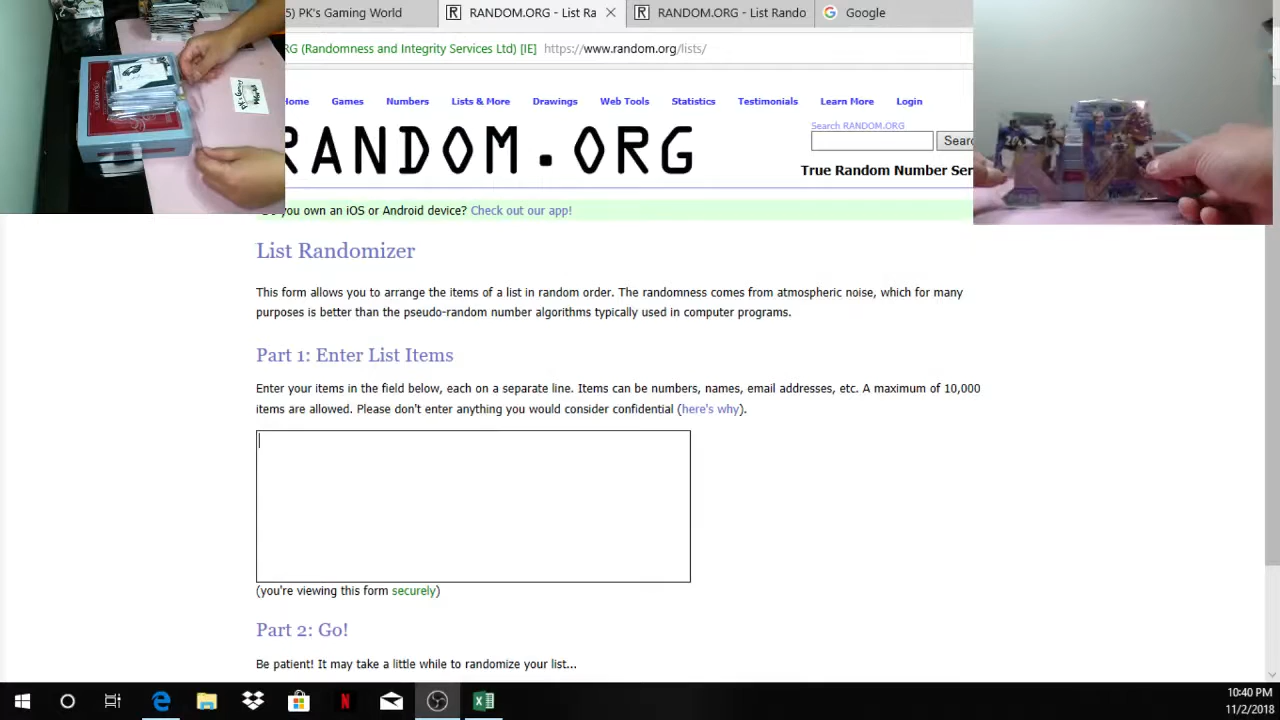 5) PK's Gaming World
RANDOM.ORG - List Ra
RANDOM.ORG - List Rando
Google
RG (Randomness and Integrity Services Ltd) [IE] https://www.random.org/lists/
Home Games Numbers Lists & More Drawings Web Tools Statistics Testimonials Learn More Login
Search RANDOM.ORG
RANDOM.ORG
Sear
True Random Number Ser
Do you own an iOS or Android device? Check out our app!
List Randomizer
This form allows you to arrange the items of a list in random order. The randomness comes from atmospheric noise, which for many
purposes is better than the pseudo-random number algorithms typically used in computer programs.
Part 1: Enter List Items
Enter your items in the field below, each on a separate line. Items can be numbers, names, email addresses, etc. A maximum of 10,000
items are allowed. Please don't enter anything you would consider confidential (here's why).
(you're viewing this form securely)
Part 2: Go!
Be patient! It may take a little while to randomize your list...
10:40 PM
11/2/2018